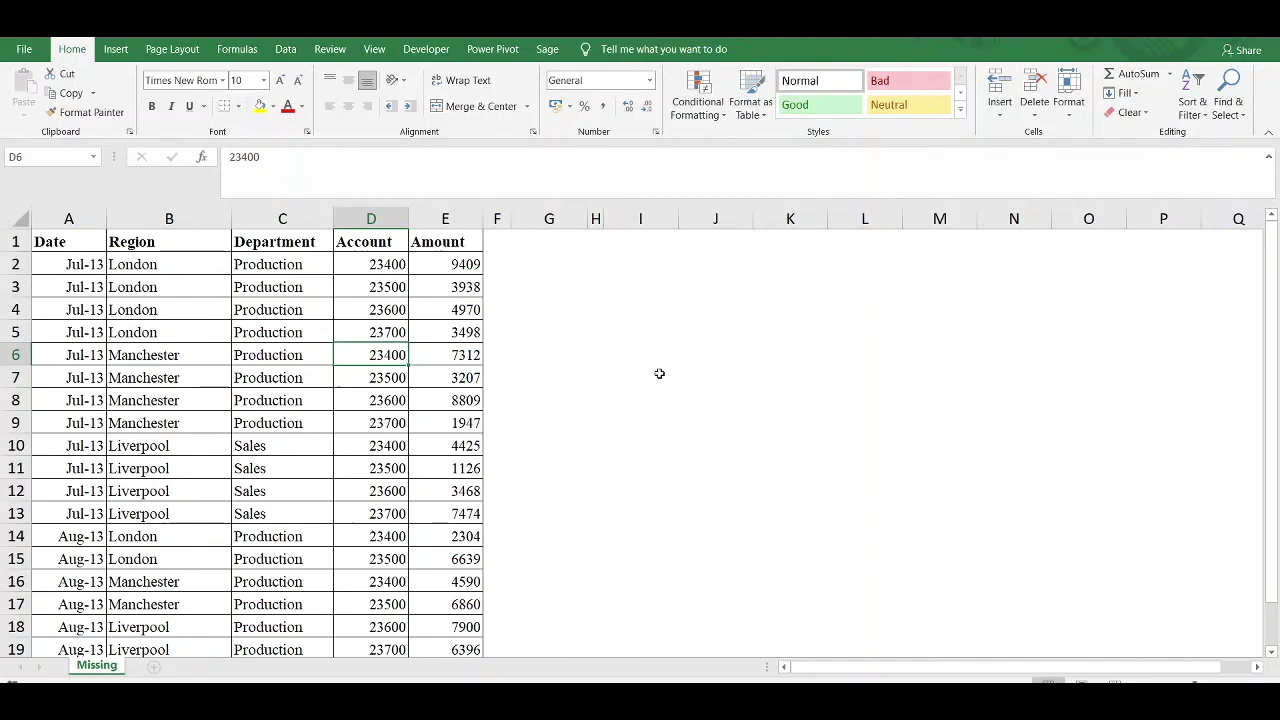 File Home Insert Page Layout Formulas Data Review View Developer Power Pivot Sage Tell me what you want to do Share
Paste Cut Copy Format Painter Clipboard
Times New Rom 10 A A B I U A Font
Wrap Text Merge & Center Alignment
General % , Number
Conditional Formatting Format as Table Normal Bad Good Neutral Styles
Insert Delete Format Cells
AutoSum Fill Clear Sort & Filter Find & Select Editing
D6 fx 23400
A B C D E F G H I J K L M N O P Q
1 Date Region Department Account Amount
2 Jul-13 London Production 23400 9409
3 Jul-13 London Production 23500 3938
4 Jul-13 London Production 23600 4970
5 Jul-13 London Production 23700 3498
6 Jul-13 Manchester Production 23400 7312
7 Jul-13 Manchester Production 23500 3207
8 Jul-13 Manchester Production 23600 8809
9 Jul-13 Manchester Production 23700 1947
10 Jul-13 Liverpool Sales 23400 4425
11 Jul-13 Liverpool Sales 23500 1126
12 Jul-13 Liverpool Sales 23600 3468
13 Jul-13 Liverpool Sales 23700 7474
14 Aug-13 London Production 23400 2304
15 Aug-13 London Production 23500 6639
16 Aug-13 Manchester Production 23400 4590
17 Aug-13 Manchester Production 23500 6860
18 Aug-13 Liverpool Production 23600 7900
19 Aug-13 Liverpool Production 23700 6396
Missing